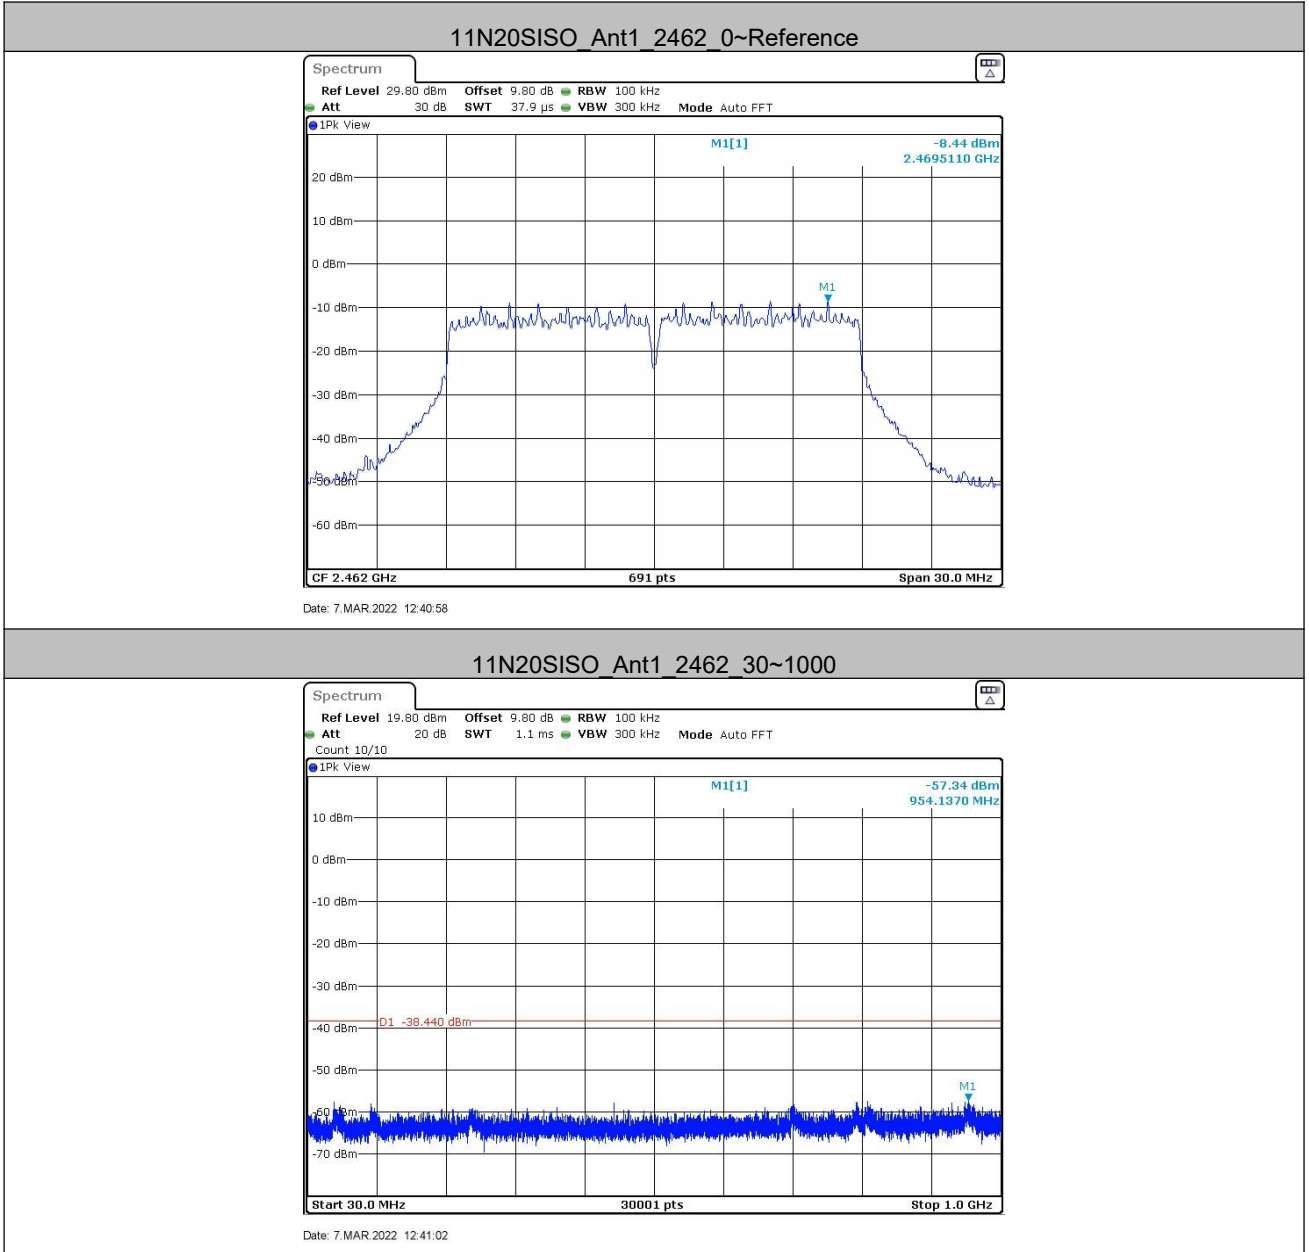 11N20SISO_Ant1_2462_0~Reference
Spectrum
Ref Level 29.80 dBm Offset 9.80 dB RBW 100 kHz
Att 30 dB SWT 37.9 µs VBW 300 kHz Mode Auto FFT
1Pk View
M1[1] -8.44 dBm
2.4695110 GHz
20 dBm
10 dBm
0 dBm
M1
-10 dBm
-20 dBm
-30 dBm
-40 dBm
-50 dBm
-60 dBm
CF 2.462 GHz 691 pts Span 30.0 MHz
Date: 7.MAR.2022 12:40:58
11N20SISO_Ant1_2462_30~1000
Spectrum
Ref Level 19.80 dBm Offset 9.80 dB RBW 100 kHz
Att 20 dB SWT 1.1 ms VBW 300 kHz Mode Auto FFT
Count 10/10
1Pk View
M1[1] -57.34 dBm
954.1370 MHz
10 dBm
0 dBm
-10 dBm
-20 dBm
-30 dBm
D1 -38.440 dBm
-40 dBm
-50 dBm
M1
-60 dBm
-70 dBm
Start 30.0 MHz 30001 pts Stop 1.0 GHz
Date: 7.MAR.2022 12:41:02